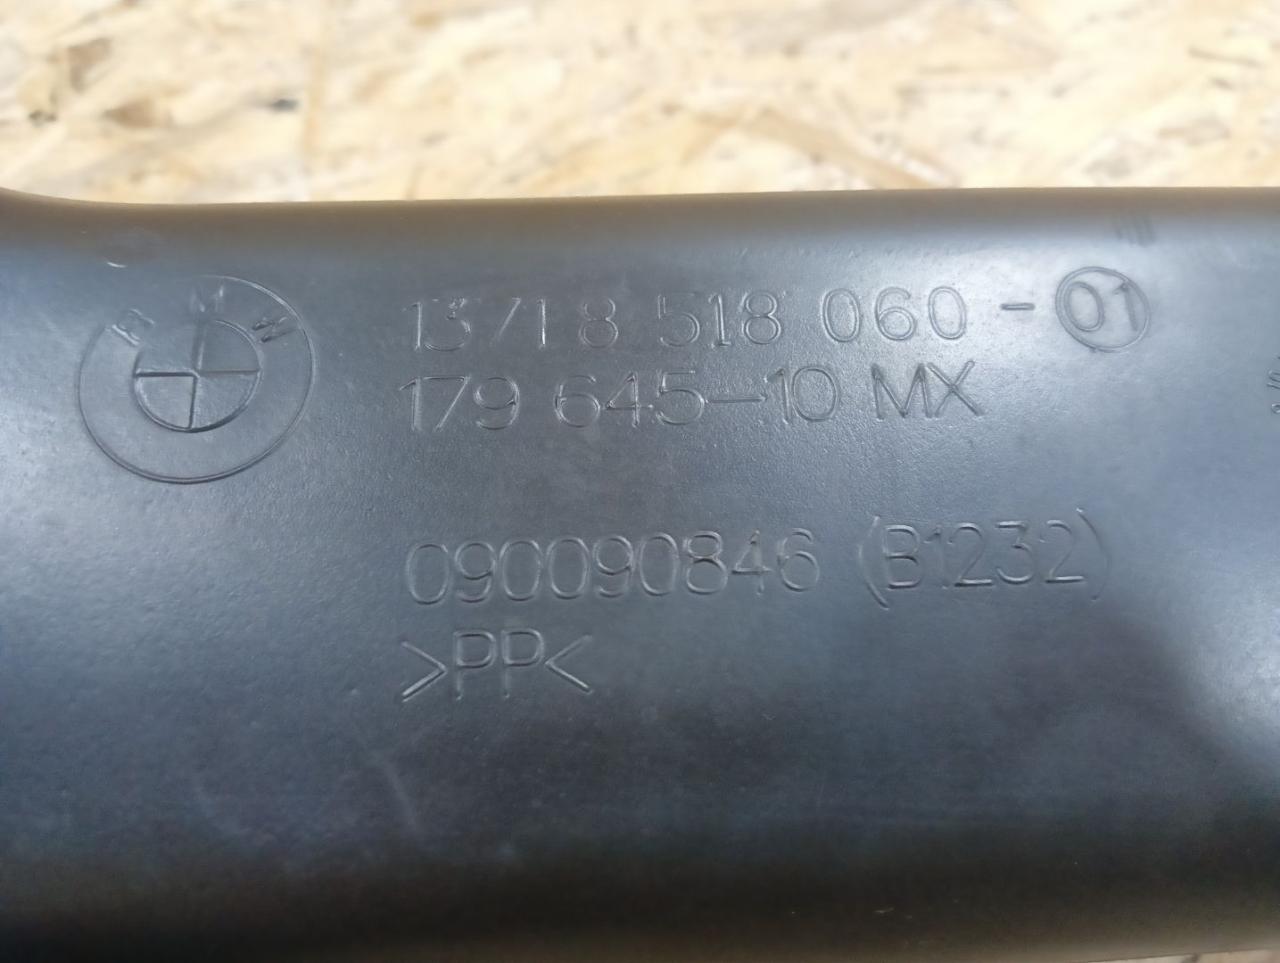 BMW
13718 518 060-01
179 645-10 MX
090090846 (B1232)
>PP<